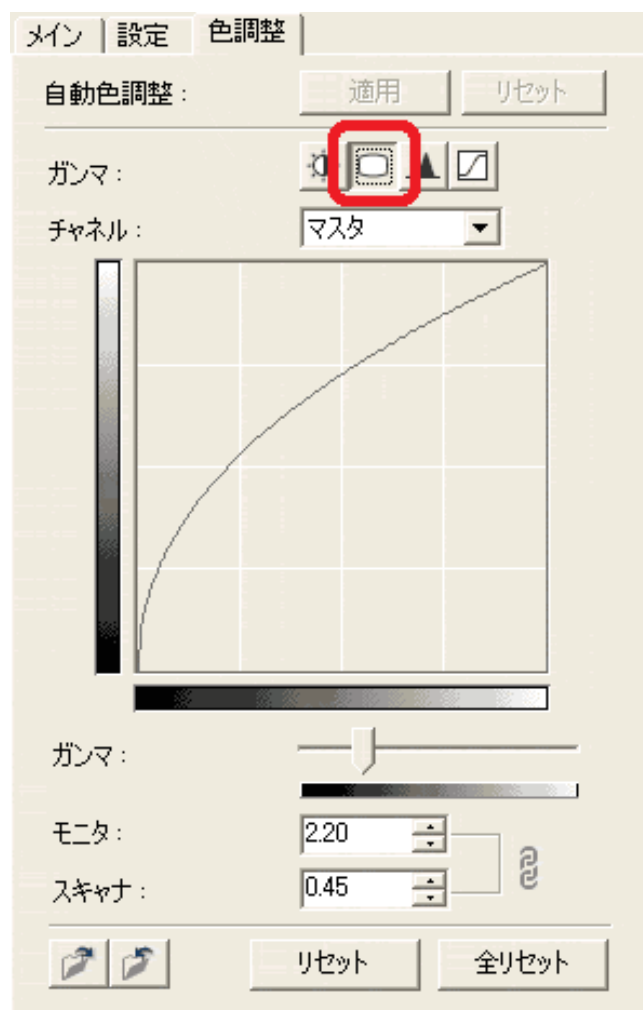 メイン 設定 色調整
自動色調整： 適用 リセット
ガンマ：
チャネル： マスタ
ガンマ：
モニタ： 2.20
スキャナ： 0.45
リセット 全リセット